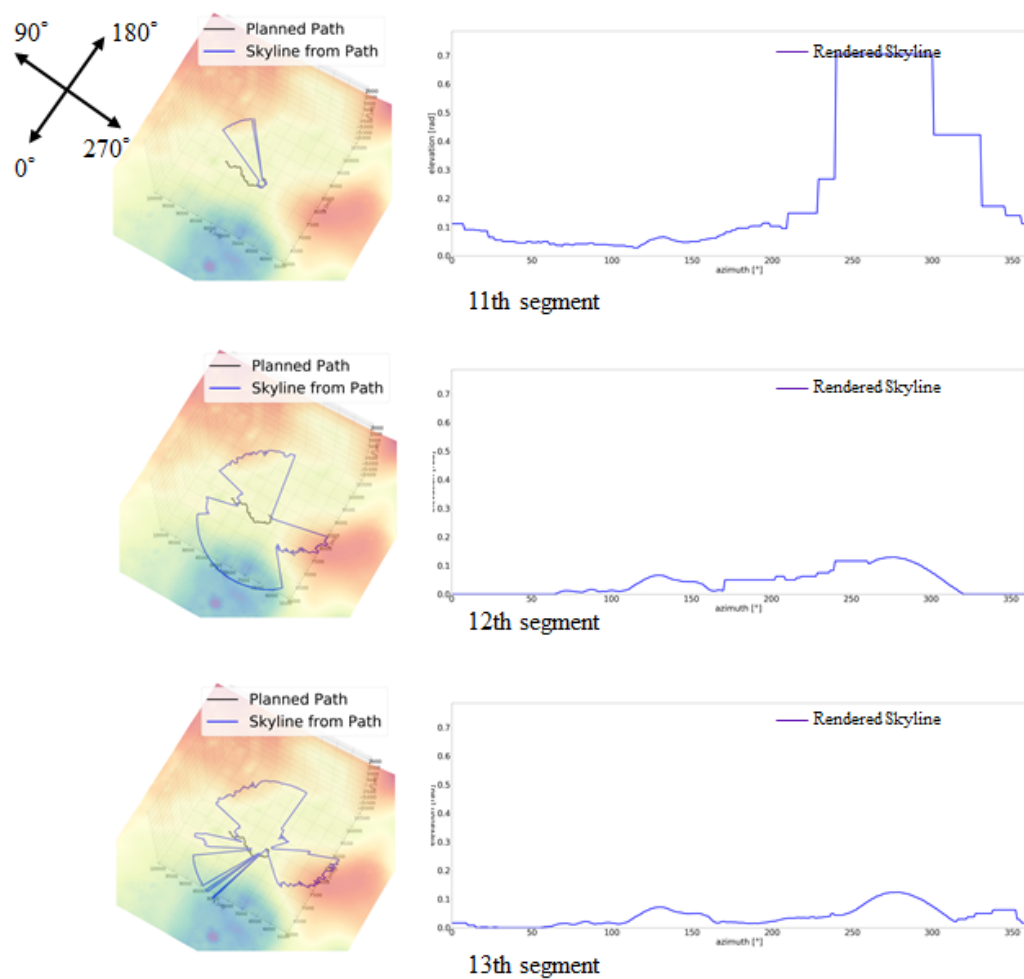 90°
180°
0°
270°
Planned Path
Skyline from Path
Rendered Skyline
0.7
0.6
0.5
0.4
0.3
0.2
0.1
0.0
elevation [rad]
0 50 100 150 200 250 300 350
azimuth [°]
11th segment
Planned Path
Skyline from Path
Rendered Skyline
0.7
0.6
0.5
0.4
0.3
0.2
0.1
0.0
0 50 100 150 200 250 300 350
azimuth [°]
12th segment
Planned Path
Skyline from Path
Rendered Skyline
0.7
0.6
0.5
0.4
0.3
0.2
0.1
0.0
0 50 100 150 200 250 300 350
azimuth [°]
13th segment